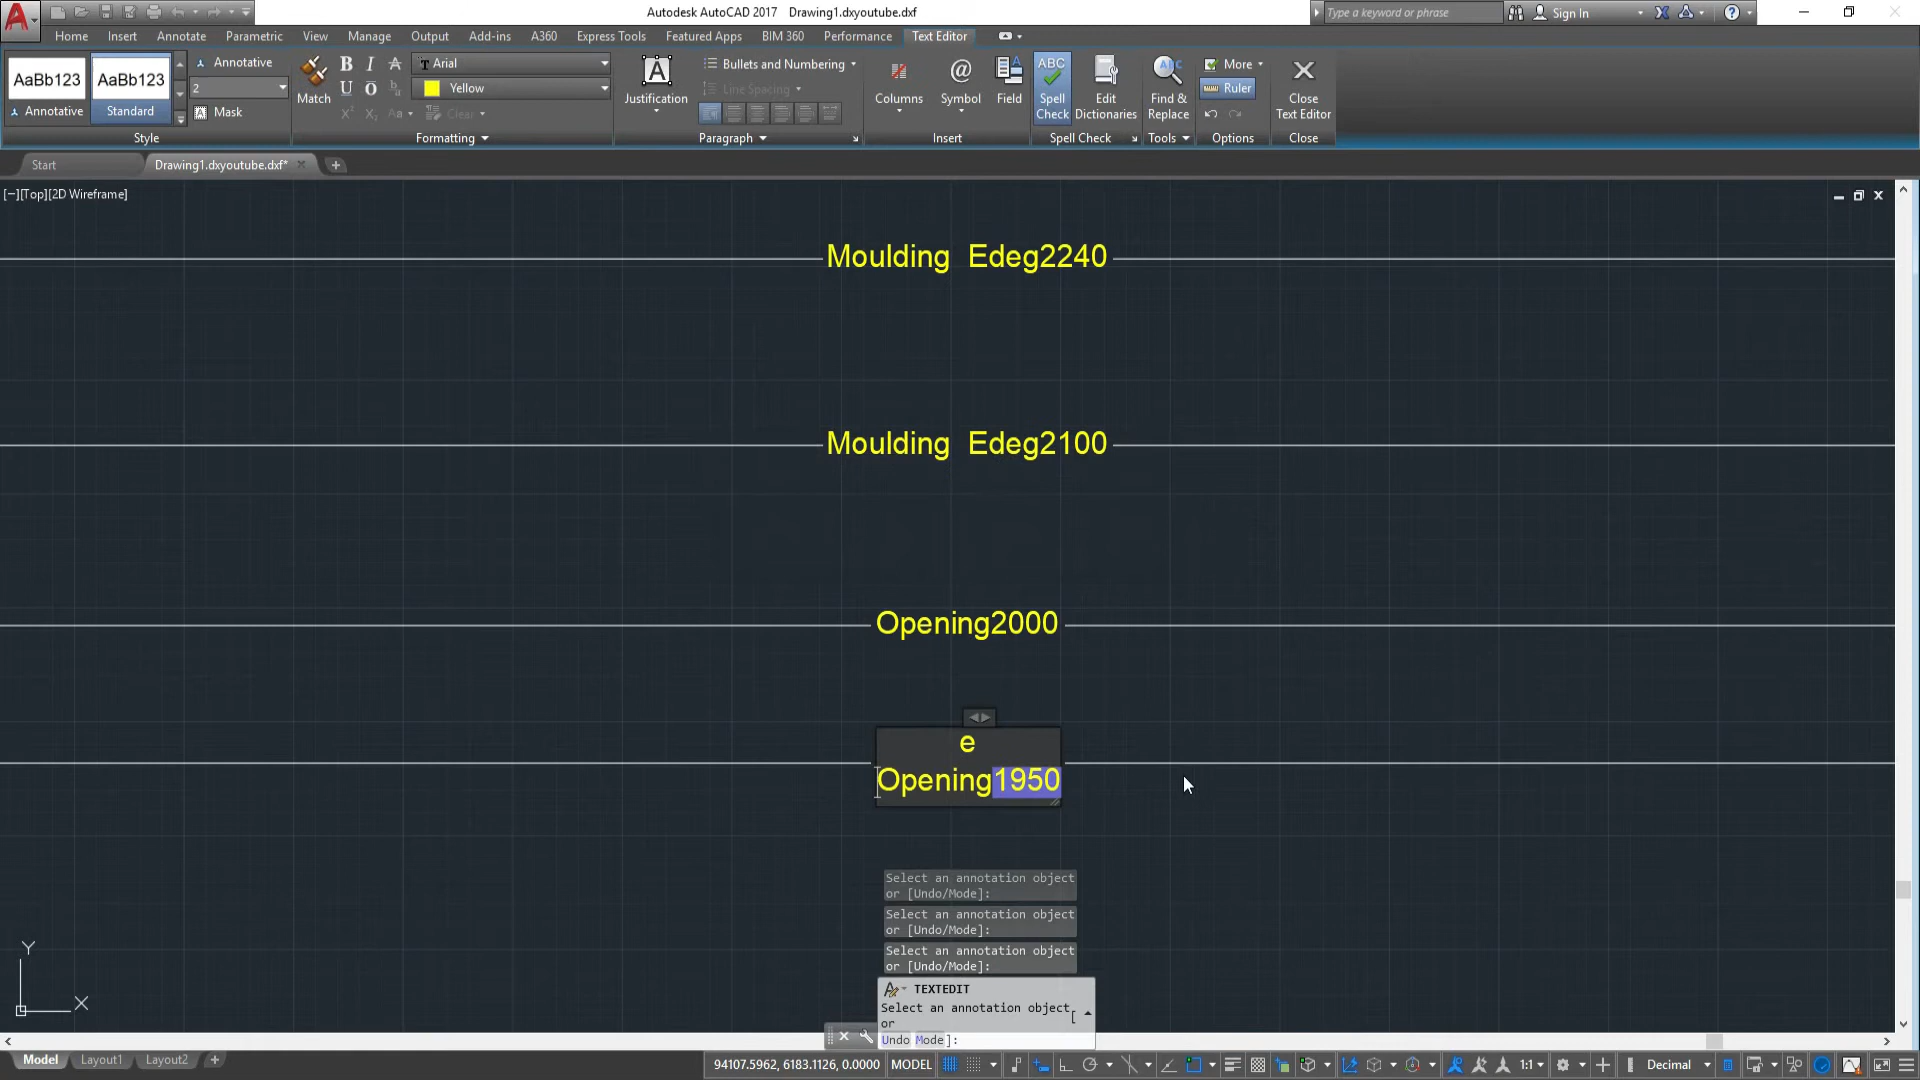 Autodesk AutoCAD 2017 Drawing1.dxyoutube.dxf
Type a keyword or phrase
Sign In
Home Insert Annotate Parametric View Manage Output Add-ins A360 Express Tools Featured Apps BIM 360 Performance Text Editor
AaBb123 AaBb123
Annotative Standard
Annotative
2
Mask
Style
Match
Arial
Yellow
Clear
Formatting
Justification
Bullets and Numbering
Line Spacing
Paragraph
Columns
Symbol
Field
Insert
ABC
Spell Check
Edit Dictionaries
Spell Check
Find & Replace
Tools
More
Ruler
Options
Close Text Editor
Close
Start
Drawing1.dxyoutube.dxf*
[−][Top][2D Wireframe]
Moulding Edeg2240
Moulding Edeg2100
Opening2000
e
Opening1950
Select an annotation object
or [Undo/Mode]:
Select an annotation object
or [Undo/Mode]:
Select an annotation object
or [Undo/Mode]:
TEXTEDIT
Select an annotation object
or [
Undo Mode]:
Y
X
Model Layout1 Layout2
94107.5962, 6183.1126, 0.0000 MODEL
1:1
Decimal